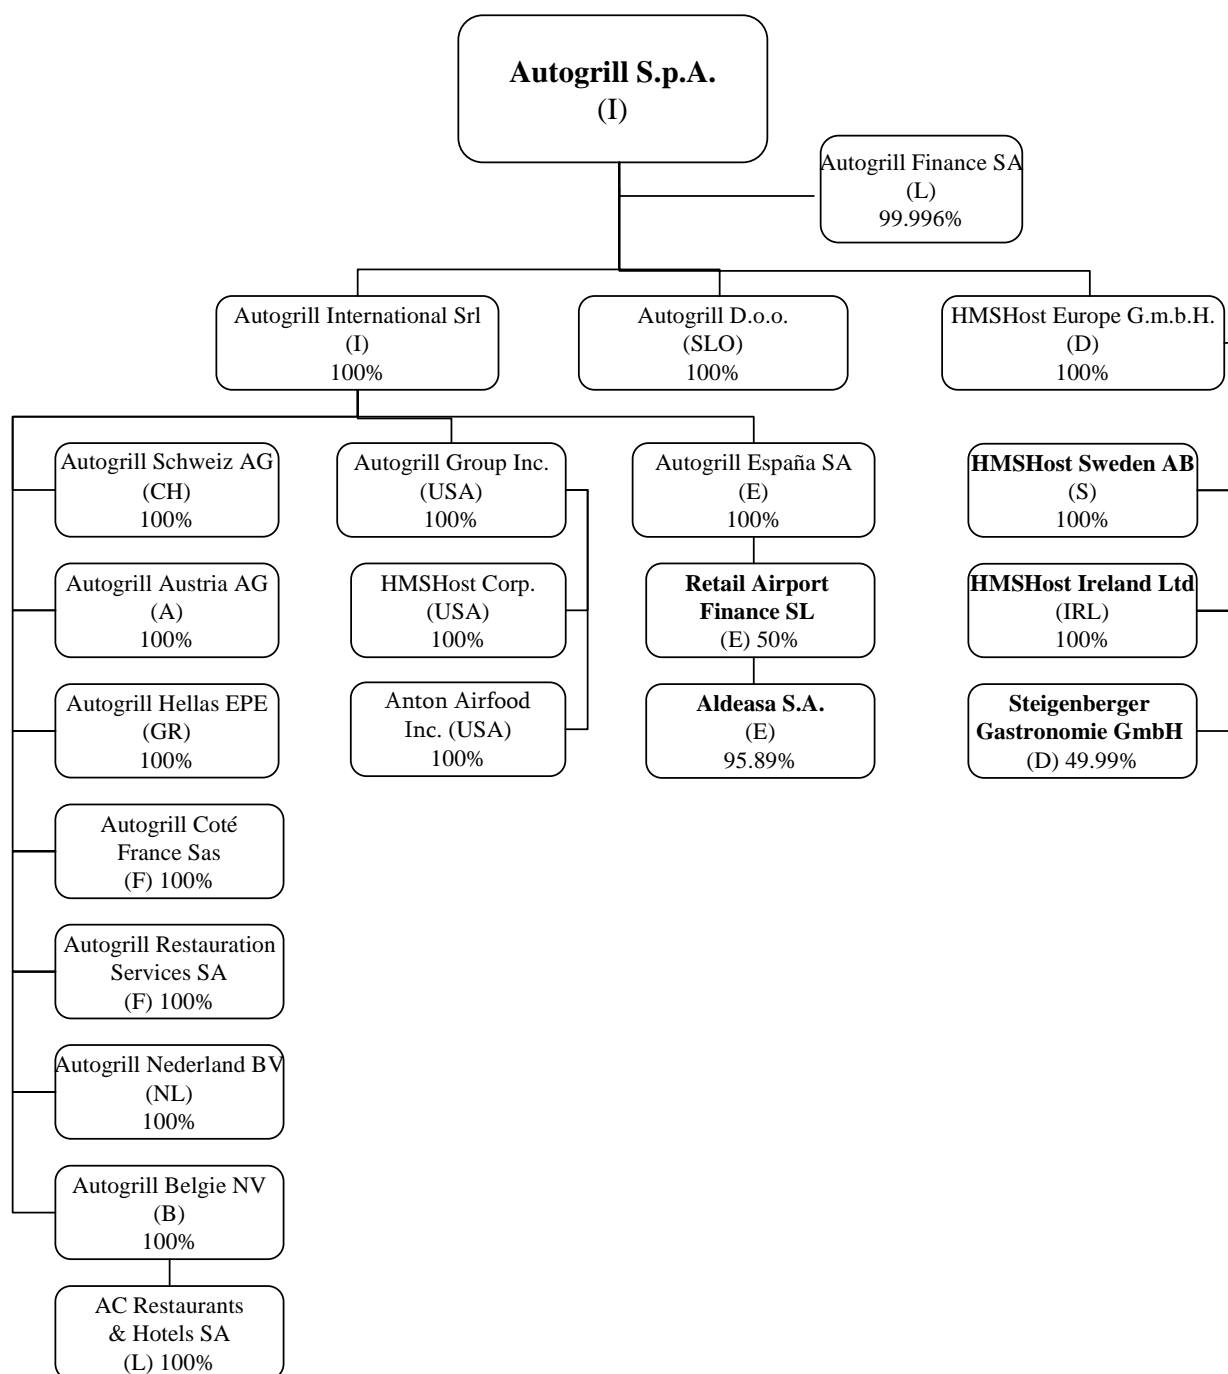 Autogrill S.p.A.
(I)
Autogrill Finance SA
(L)
99.996%
Autogrill International Srl
(I)
100%
Autogrill D.o.o.
(SLO)
100%
HMSHost Europe G.m.b.H.
(D)
100%
Autogrill Schweiz AG
(CH)
100%
Autogrill Group Inc.
(USA)
100%
Autogrill España SA
(E)
100%
HMSHost Sweden AB
(S)
100%
Autogrill Austria AG
(A)
100%
HMSHost Corp.
(USA)
100%
Retail Airport
Finance SL
(E) 50%
HMSHost Ireland Ltd
(IRL)
100%
Autogrill Hellas EPE
(GR)
100%
Anton Airfood
Inc. (USA)
100%
Aldeasa S.A.
(E)
95.89%
Steigenberger
Gastronomie GmbH
(D) 49.99%
Autogrill Coté
France Sas
(F) 100%
Autogrill Restauration
Services SA
(F) 100%
Autogrill Nederland BV
(NL)
100%
Autogrill Belgie NV
(B)
100%
AC Restaurants
& Hotels SA
(L) 100%